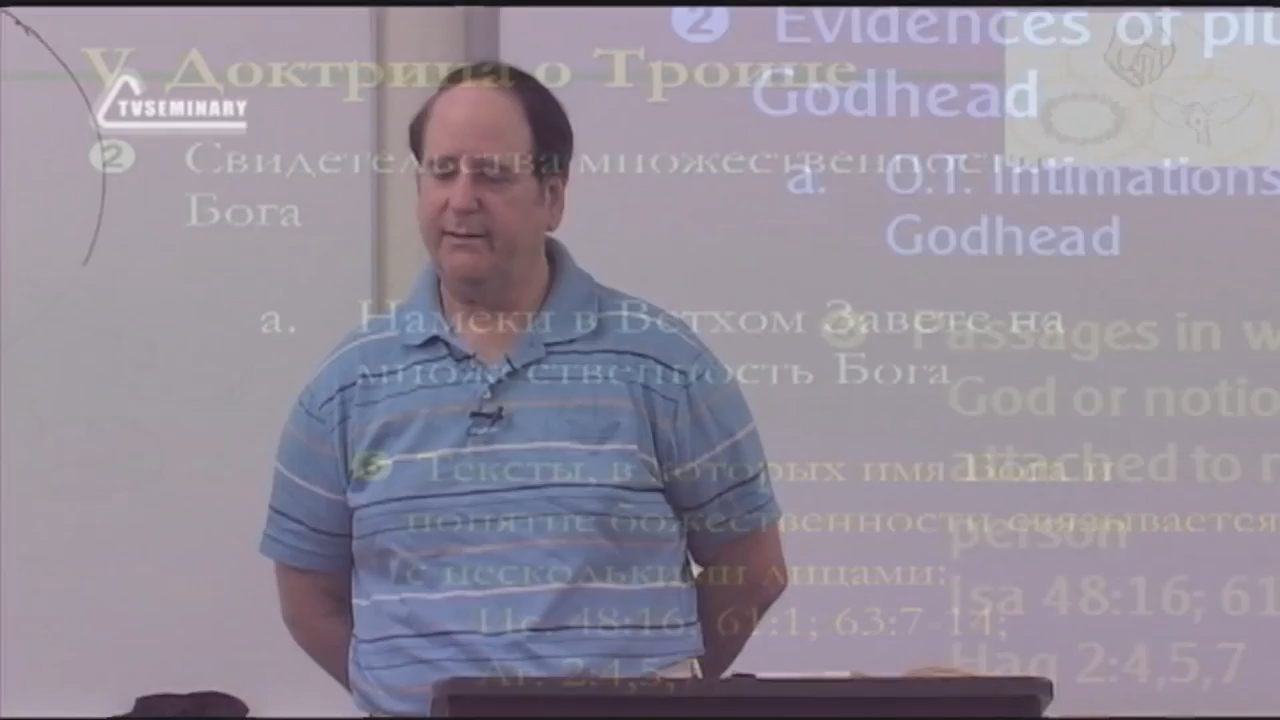 V. Доктрина о Троице
TVSEMINARY
2 Свидетельства множественности
Бога
a. Намеки в Ветхом Завете на
множественность Бога
Тексты, в которых имя Бога и
понятие божественности связывается
с несколькими лицами:
Ис. 48:16; 61:1; 63:7-14;
Аг. 2:4,5,7
2 Evidences of
Godhead
a. O.T. Intimations
Godhead
Passages in
God or
attached to
person
Isa 48:16; 61
Hag 2:4,5,7